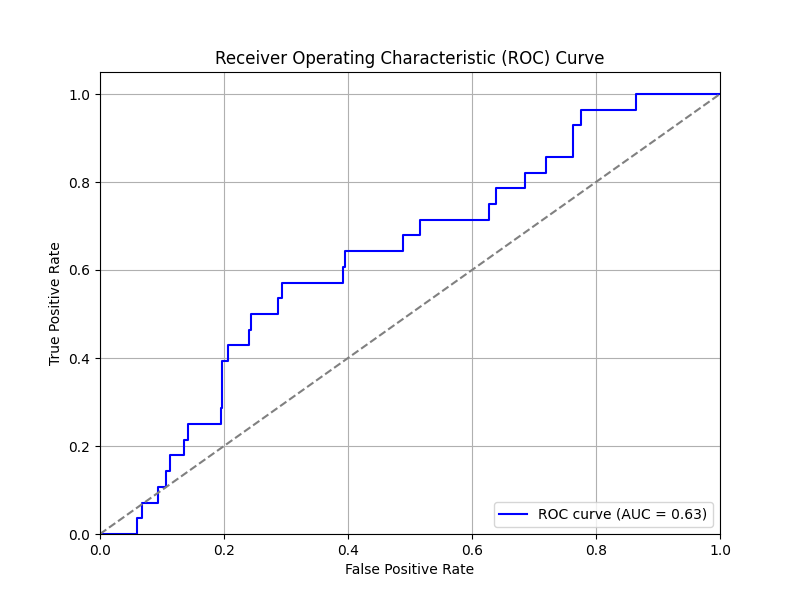 Receiver Operating Characteristic (ROC) Curve
1.0
0.8
0.6
0.4
0.2
0.0
True Positive Rate
ROC curve (AUC = 0.63)
0.0 0.2 0.4 0.6 0.8 1.0
False Positive Rate